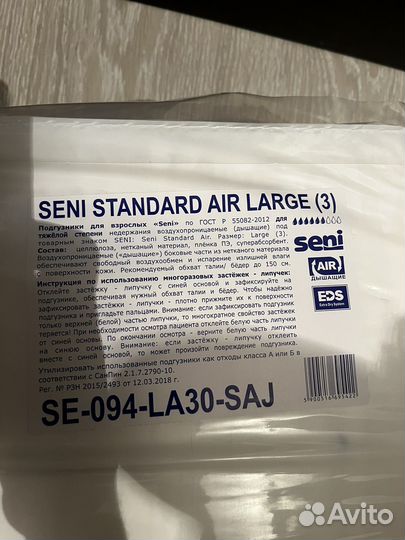 SENI STANDARD AIR LARGE (3)
Подгузники для взрослых «Seni» по ГОСТ Р 55082-2012 для
тяжёлой степени недержания воздухопроницаемые (дышащие) под
товарным знаком SENI: Seni Standard Air. Размер: Large (3).
Состав: целлюлоза, нетканый материал, плёнка ПЭ, суперабсорбент.
Воздухопроницаемые («дышащие») боковые части из нетканого материала
обеспечивают свободный воздухообмен и испарение излишней влаги
с поверхности кожи. Рекомендуемый обхват талии/ бёдер до 150 см.
Инструкция по использованию многоразовых застёжек - липучек:
Отклейте застёжку - липучку с синей основой и зафиксируйте на
подгузнике, обеспечивая нужный обхват талии и бёдер. Чтобы надёжно
зафиксировать застёжки - липучки - плотно прижмите их к поверхности
подгузника и пригладьте пальцами. Внимание: если зафиксировать подгузник
только верхней (белой) частью липучки, то многократное свойство застёжек
теряется! При необходимости осмотра пациента отклейте белую часть липучки
от синей основы, по окончании осмотра - верните белую часть липучки
на синюю основу. Внимание: если застёжку - липучку отклеить
вместе с синей основой, то может произойти повреждение подгузника.
Утилизировать использованные подгузники как отходы класса А или Б в
соответствии с СанПин 2.1.7.2790-10.
Рег. № РЗН 2015/2493 от 12.03.2018 г.
seni
(AIR)
ДЫШАЩИЕ
EDS
Extra Dry System
SE-094-LA30-SAJ
5900516695422
Avito